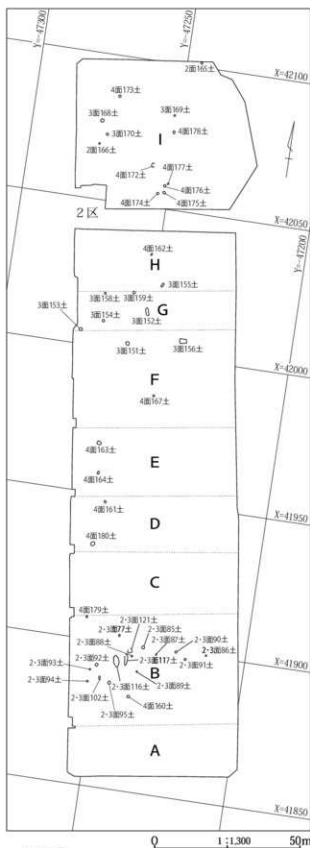 Y=-47300
Y=-47250
2面165土
X=42100
4面173土
3面168土
3面169土
I
3面170土
4面178土
2面166土
4面177土
4面172土
4面176土
4面174土
4面175土
2区
X=42050
Y=-47200
4面162土
H
3面155土
3面158土
3面159土
3面153土
G
3面154土
3面152土
3面151土
3面156土
X=42000
F
4面167土
4面163土
E
4面164土
4面161土
X=41950
D
4面180土
C
4面179土
2・3面121土
2・3面77土
2・3面85土
2・3面88土
2・3面87土
2・3面90土
2・3面86土
2・3面92土
2・3面117土
2・3面91土
X=41900
2・3面93土
B
2・3面94土
2・3面89土
2・3面116土
2・3面102土
4面160土
2・3面95土
A
X=41850
0
1:1,300
50m